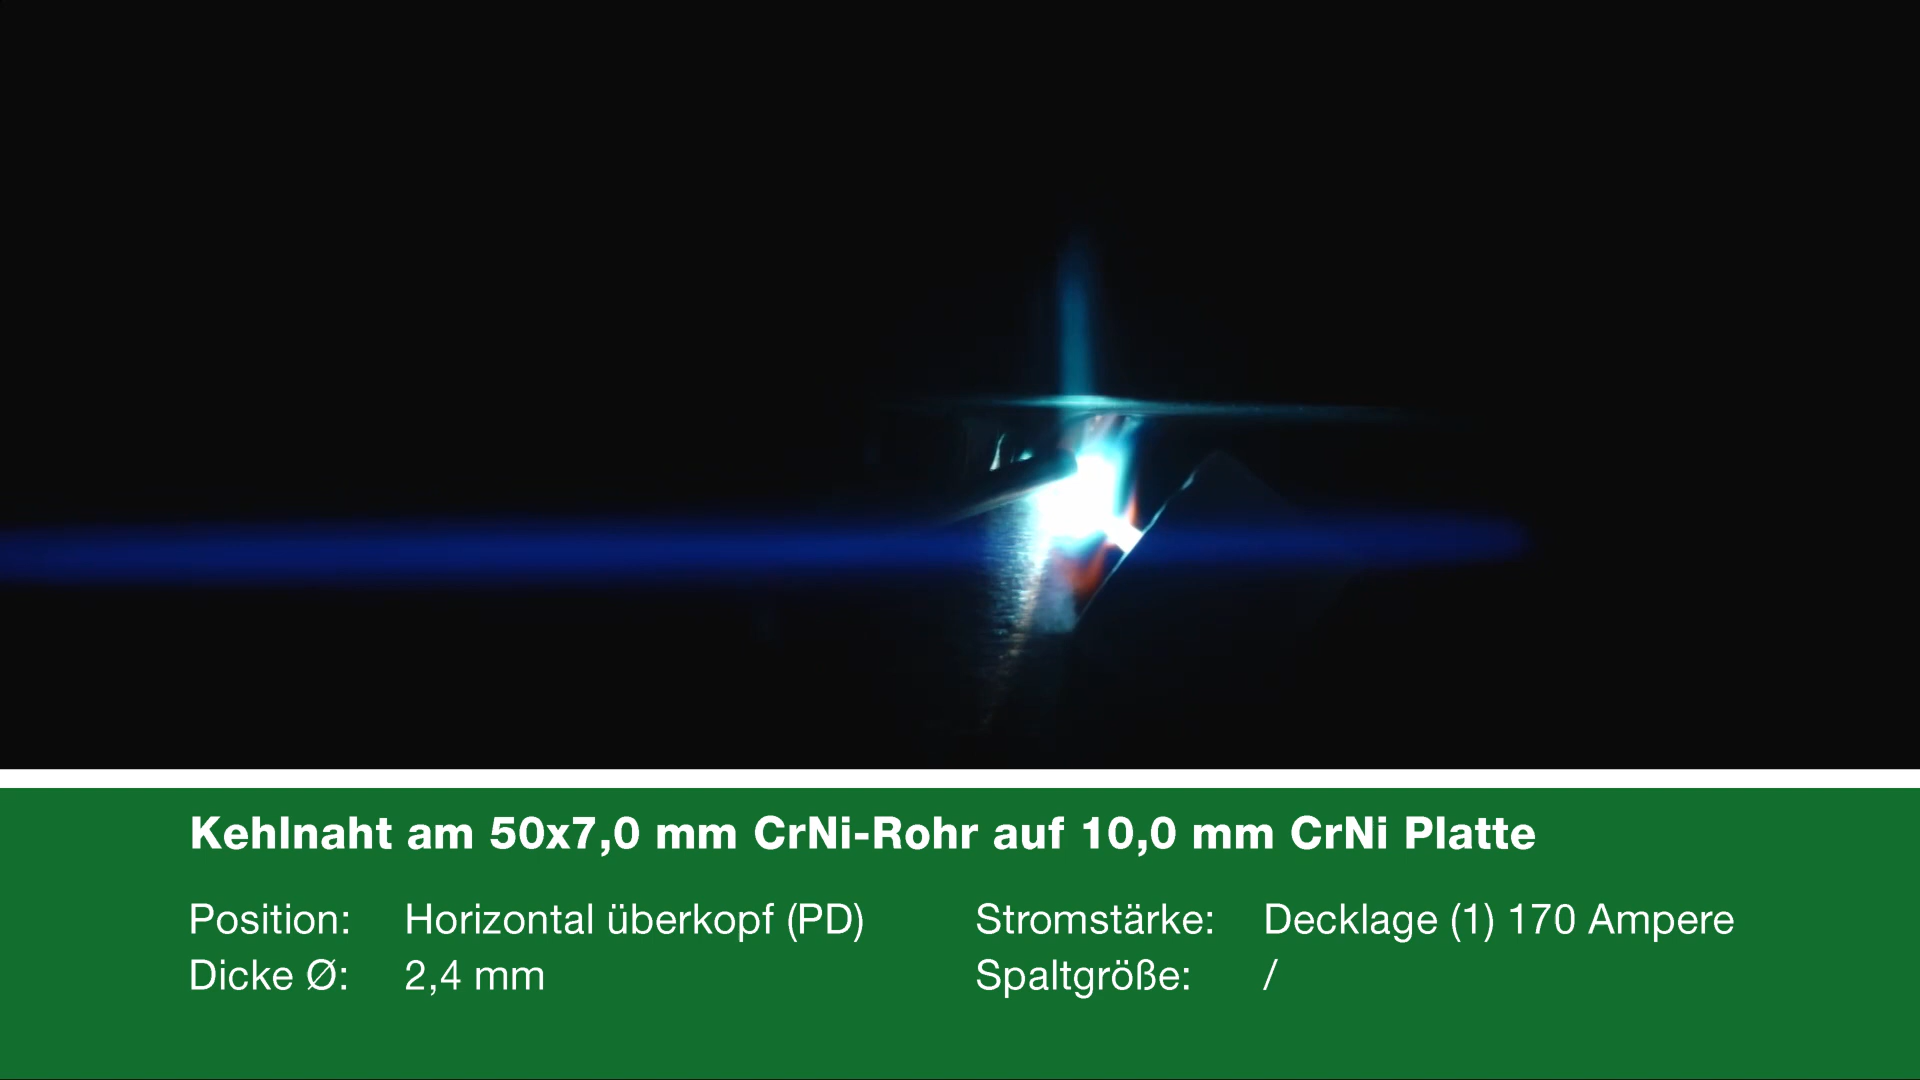 Kehlnaht am 50x7,0 mm CrNi-Rohr auf 10,0 mm CrNi Platte
Position: Horizontal überkopf (PD) Stromstärke: Decklage (1) 170 Ampere
Dicke Ø: 2,4 mm Spaltgröße: /